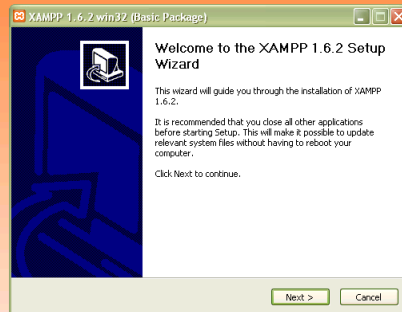 XAMPP 1.6.2 win32 (Basic Package)
Welcome to the XAMPP 1.6.2 Setup
Wizard
This wizard will guide you through the installation of XAMPP
1.6.2.
It is recommended that you close all other applications
before starting Setup. This will make it possible to update
relevant system files without having to reboot your
computer.
Click Next to continue.
Next >
Cancel